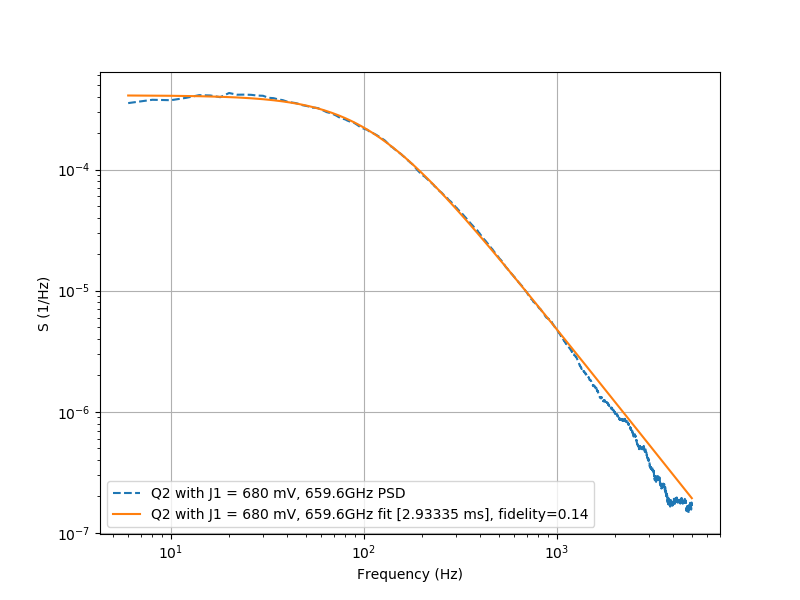 S (1/Hz)
10⁻⁴
10⁻⁵
10⁻⁶
10⁻⁷
Q2 with J1 = 680 mV, 659.6GHz PSD
Q2 with J1 = 680 mV, 659.6GHz fit [2.93335 ms], fidelity=0.14
10¹ 10² 10³
Frequency (Hz)